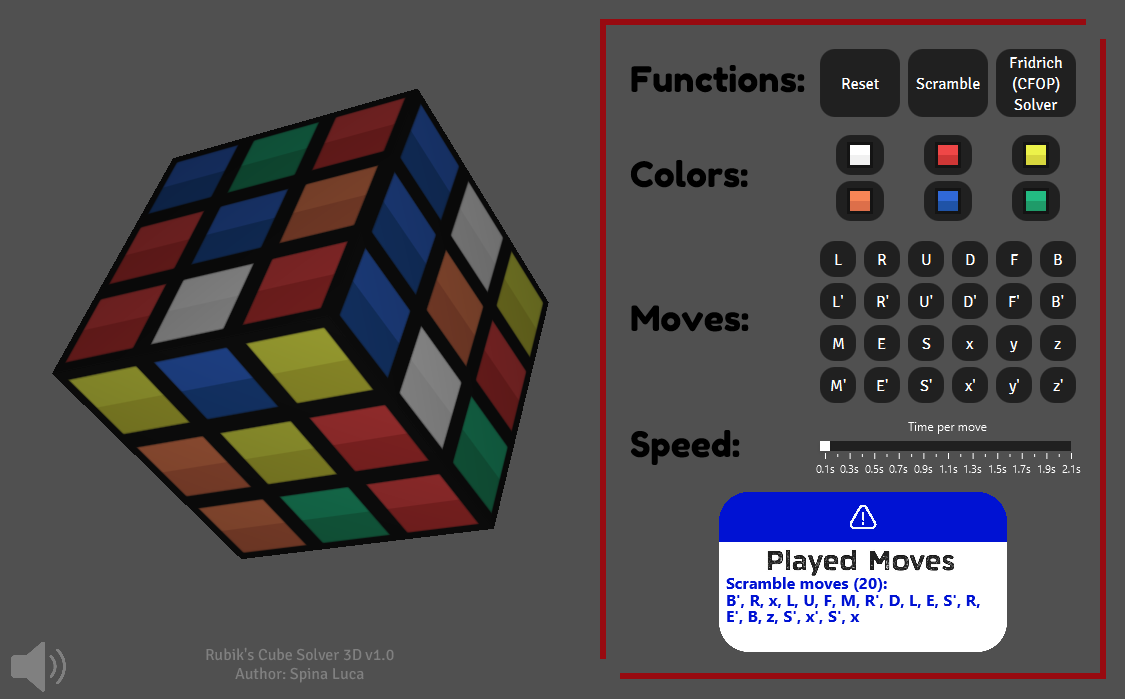 Functions:
Reset
Scramble
Fridrich
(CFOP)
Solver
Colors:
Moves:
L R U D F B
L' R' U' D' F' B'
M E S x y z
M' E' S' x' y' z'
Speed:
Time per move
0.1s 0.3s 0.5s 0.7s 0.9s 1.1s 1.3s 1.5s 1.7s 1.9s 2.1s
Played Moves
Scramble moves (20):
B', R, x, L, U, F, M, R', D, L, E, S', R,
E', B, z, S', x', S', x
Rubik's Cube Solver 3D v1.0
Author: Spina Luca